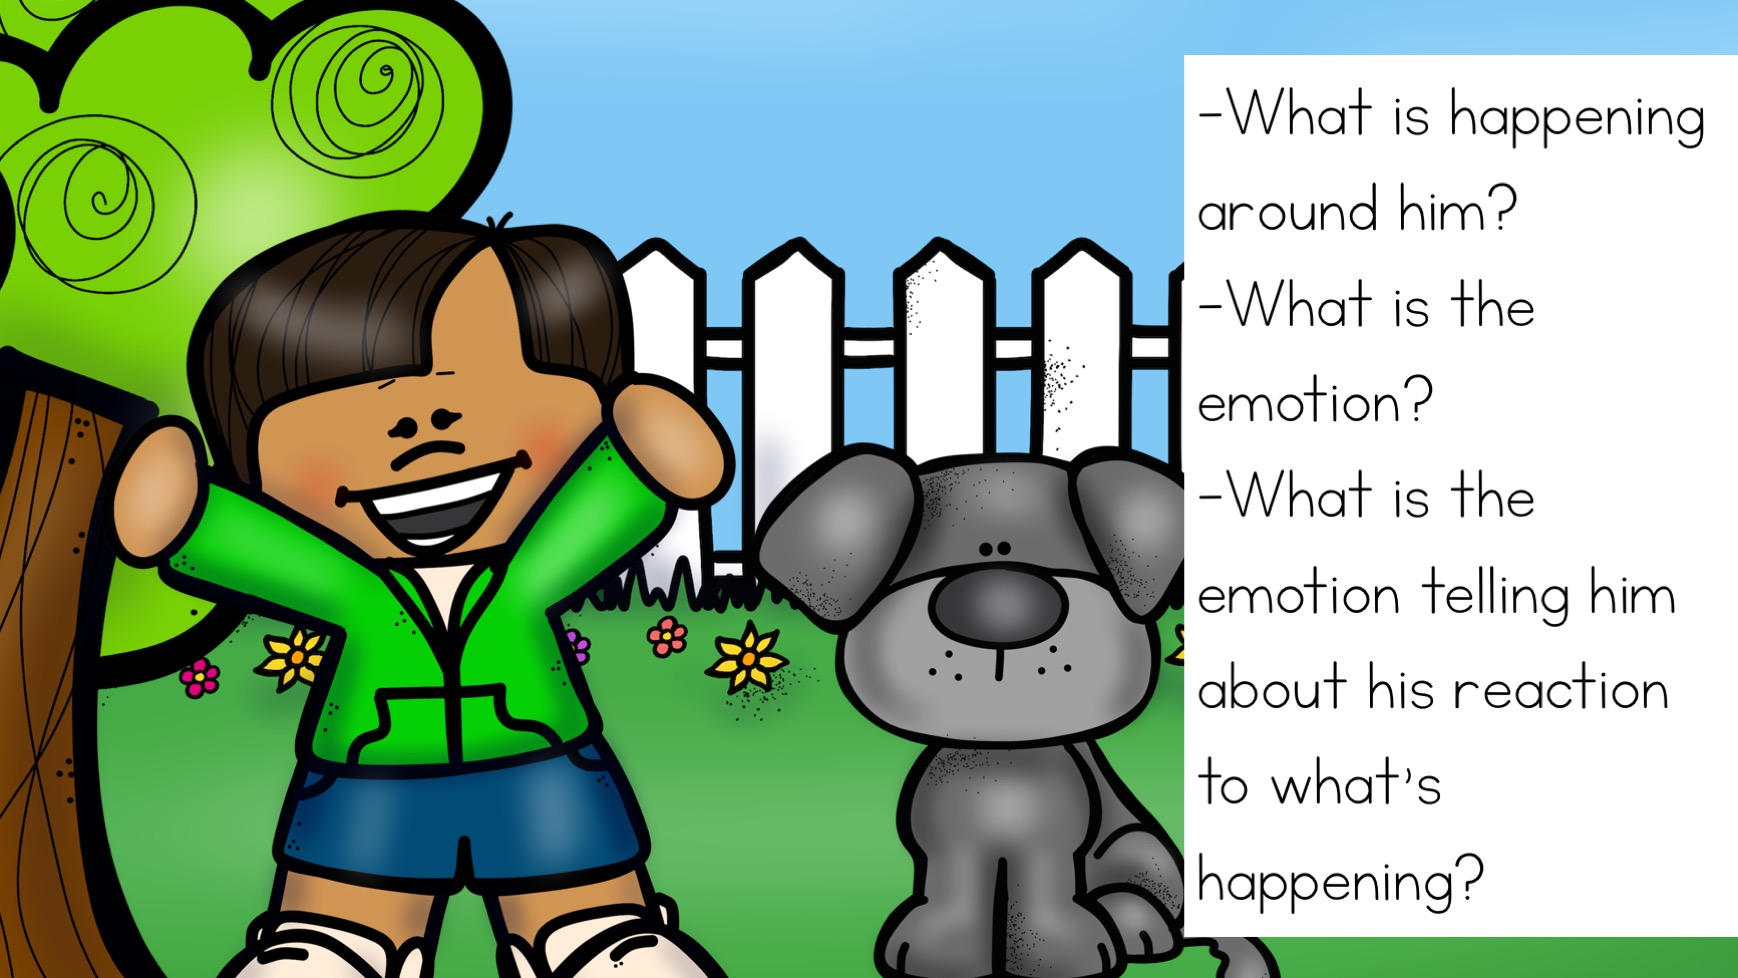 -What is happening
around him?
-What is the
emotion?
-What is the
emotion telling him
about his reaction
to what's
happening?